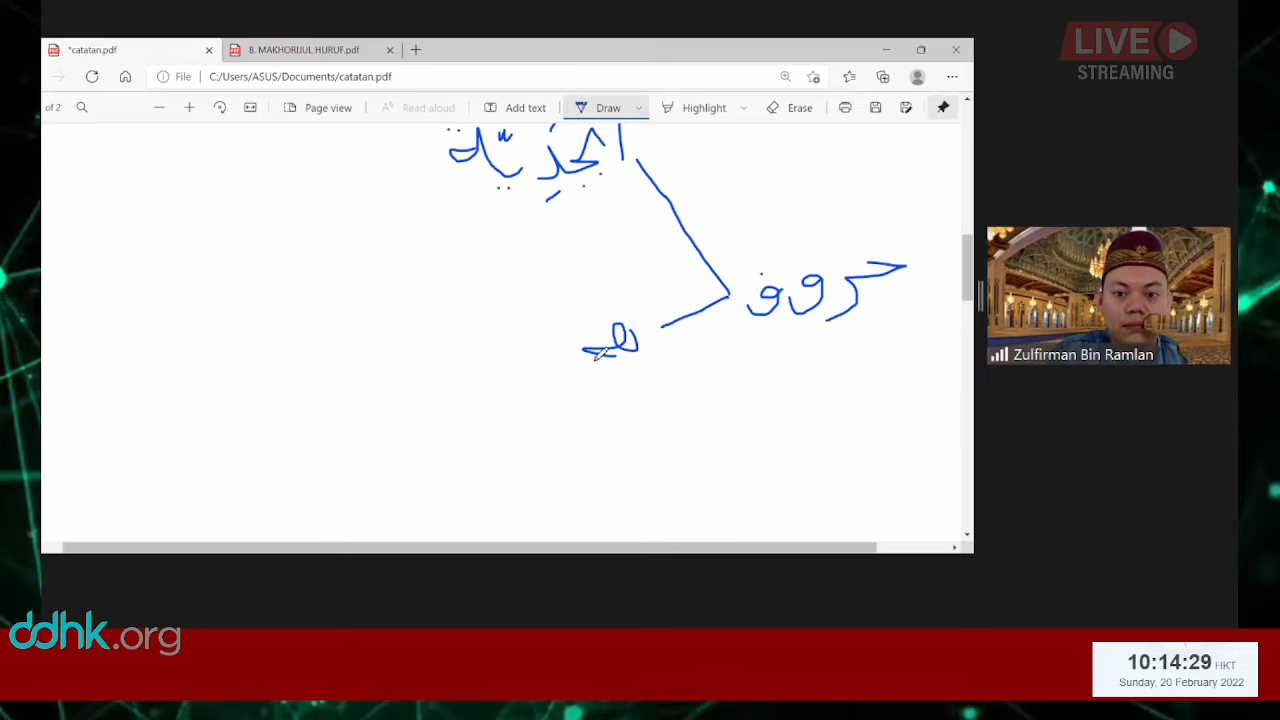 LIVE
STREAMING
*catatan.pdf
8. MAKHORIJUL HURUF.pdf
File
C:/Users/ASUS/Documents/catatan.pdf
of 2
Page view
Read aloud
Add text
Draw
Highlight
Erase
حروف
Zulfirman Bin Ramlan
ddhk.org
10:14:29 HKT
Sunday, 20 February 2022